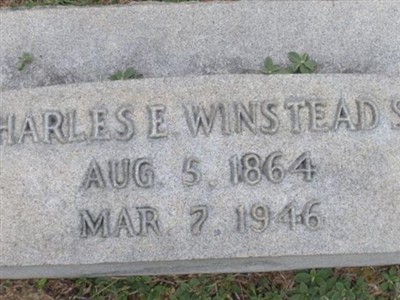 CHARLES E WINSTEAD S
AUG. 5, 1864
MAR. 7, 1946